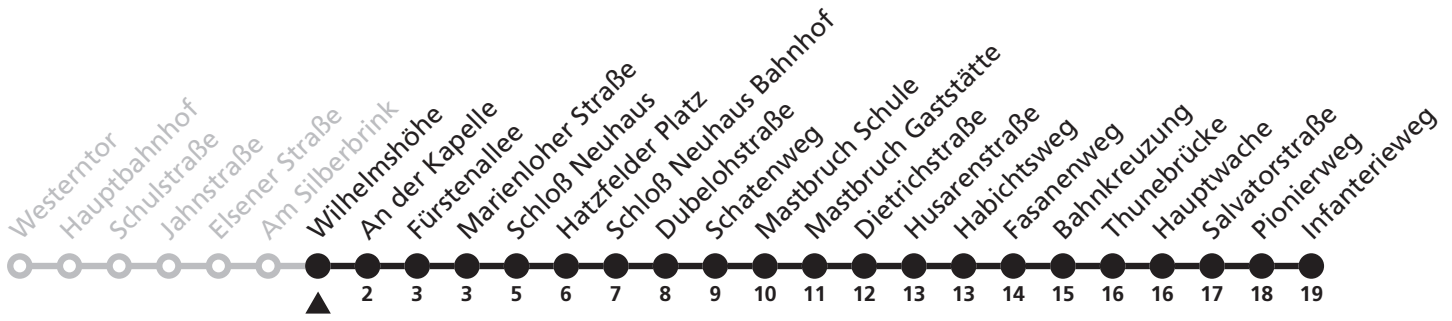 Westerntor
Hauptbahnhof
Schulstraße
Jahnstraße
Elsener Straße
Am Silberbrink
Wilhelmshöhe
An der Kapelle
Fürstenallee
Marienloher Straße
Schloß Neuhaus
Hatzfelder Platz
Schloß Neuhaus Bahnhof
Dubelohstraße
Schatenweg
Mastbruch Schule
Mastbruch Gaststätte
Dietrichstraße
Husarenstraße
Habichtsweg
Fasanenweg
Bahnkreuzung
Thunebrücke
Hauptwache
Salvatorstraße
Pionierweg
Infanterieweg
2 3 3 5 6 7 8 9 10 11 12 13 13 14 15 16 16 17 18 19